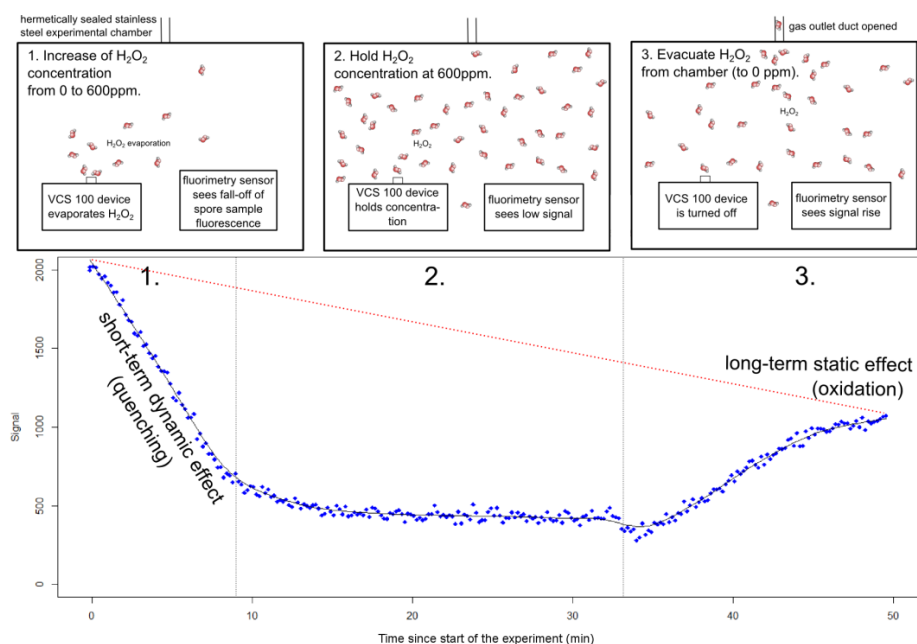 hermetically sealed stainless
steel experimental chamber
1. Increase of H₂O₂
concentration
from 0 to 600ppm.
H₂O₂ evaporation
VCS 100 device
evaporates H₂O₂
fluorimetry sensor
sees fall-off of
spore sample
fluorescence
2. Hold H₂O₂
concentration at 600ppm.
H₂O₂
VCS 100 device
holds concentra-
tion
fluorimetry sensor
sees low signal
gas outlet duct opened
3. Evacuate H₂O₂
from chamber (to 0 ppm).
H₂O₂
VCS 100 device
is turned off
fluorimetry sensor
sees signal rise
1.
2.
3.
short-term dynamic effect
(quenching)
long-term static effect
(oxidation)
Signal
2000
1500
1000
500
0
0
10
20
30
40
50
Time since start of the experiment (min)